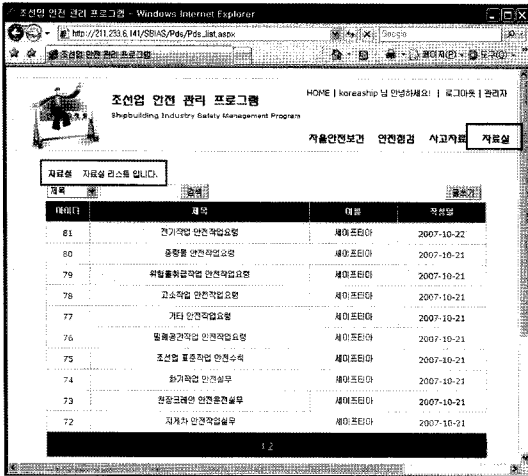 조선업 안전 관리 프로그램 - Windows Internet Explorer
http://211.233.6.141/SBIAS/Pds/Pds_list.aspx
Google
조선업 안전 관리 프로그램
페이지(P) 도구(O)
조선업 안전 관리 프로그램
HOME | koreaship 님 안녕하세요! | 로그아웃 | 관리자
Shipbuilding Industry Safety Management Program
자율안전보건 안전점검 사고자료 자료실
자료실 자료실 리스트 입니다.
제목 검색 글쓰기
아이디 제목 이름 작성일
81 전기작업 안전작업요령 세이프티아 2007-10-22
80 중량물 안전작업요령 세이프티아 2007-10-21
79 위험물취급작업 안전작업요령 세이프티아 2007-10-21
78 고소작업 안전작업요령 세이프티아 2007-10-21
77 기타 안전작업요령 세이프티아 2007-10-21
76 밀폐공간작업 안전작업요령 세이프티아 2007-10-21
75 조선업 표준작업 안전수칙 세이프티아 2007-10-21
74 화기작업 안전실무 세이프티아 2007-10-21
73 천장크레인 안전운전실무 세이프티아 2007-10-21
72 지게차 안전작업실무 세이프티아 2007-10-21
1 2